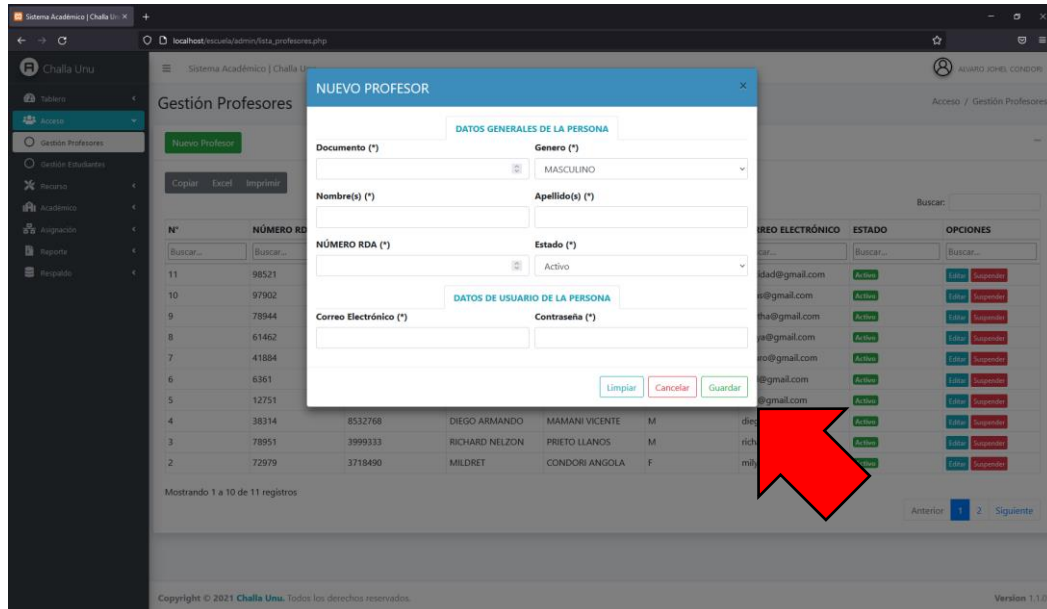 Sistema Académico | Challa Un
localhost/escuela/admin/lista_profesores.php
Challa Unu
Sistema Académico | Challa
ALVARO JOHEL CONDORI
Tablero
Acceso
Gestión Profesores
Gestión Estudiantes
Recurso
Académico
Asignación
Reporte
Respaldo
Gestión Profesores
Acceso / Gestión Profesores
Nuevo Profesor
Copiar Excel Imprimir
Buscar:
NUEVO PROFESOR
×
DATOS GENERALES DE LA PERSONA
Documento (*) Genero (*)
MASCULINO
Nombre(s) (*) Apellido(s) (*)
NÚMERO RDA (*) Estado (*)
Activo
DATOS DE USUARIO DE LA PERSONA
Correo Electrónico (*) Contraseña (*)
Limpiar Cancelar Guardar
N° NÚMERO RD RREO ELECTRÓNICO ESTADO OPCIONES
Buscar... Buscar... car... Buscar... Buscar...
11 98521 idad@gmail.com Activo Editar Suspender
10 97902 s@gmail.com Activo Editar Suspender
9 78944 tha@gmail.com Activo Editar Suspender
8 61462 ya@gmail.com Activo Editar Suspender
7 41884 ro@gmail.com Activo Editar Suspender
6 6361 @gmail.com Activo Editar Suspender
5 12751 @gmail.com Activo Editar Suspender
4 38314 8532768 DIEGO ARMANDO MAMANI VICENTE M dieg Activo Editar Suspender
3 78951 3999333 RICHARD NELZON PRIETO LLANOS M rich Activo Editar Suspender
2 72979 3718490 MILDRET CONDORI ANGOLA F mily Activo Editar Suspender
Mostrando 1 a 10 de 11 registros
Anterior 1 2 Siguiente
Copyright © 2021 Challa Unu. Todos los derechos reservados.
Version 1.1.0